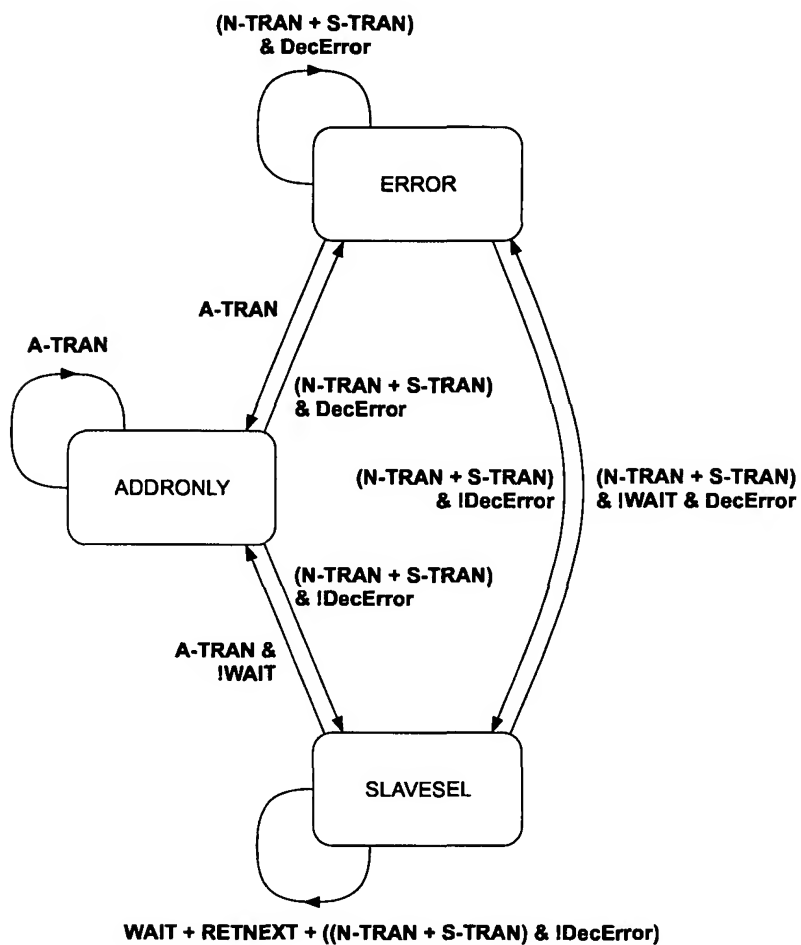 (N-TRAN + S-TRAN)
& DecError
ERROR
A-TRAN
A-TRAN
(N-TRAN + S-TRAN)
& DecError
ADDRONLY
(N-TRAN + S-TRAN)
& !DecError
(N-TRAN + S-TRAN)
& !WAIT & DecError
(N-TRAN + S-TRAN)
& !DecError
A-TRAN &
!WAIT
SLAVESEL
WAIT + RETNEXT + ((N-TRAN + S-TRAN) & !DecError)